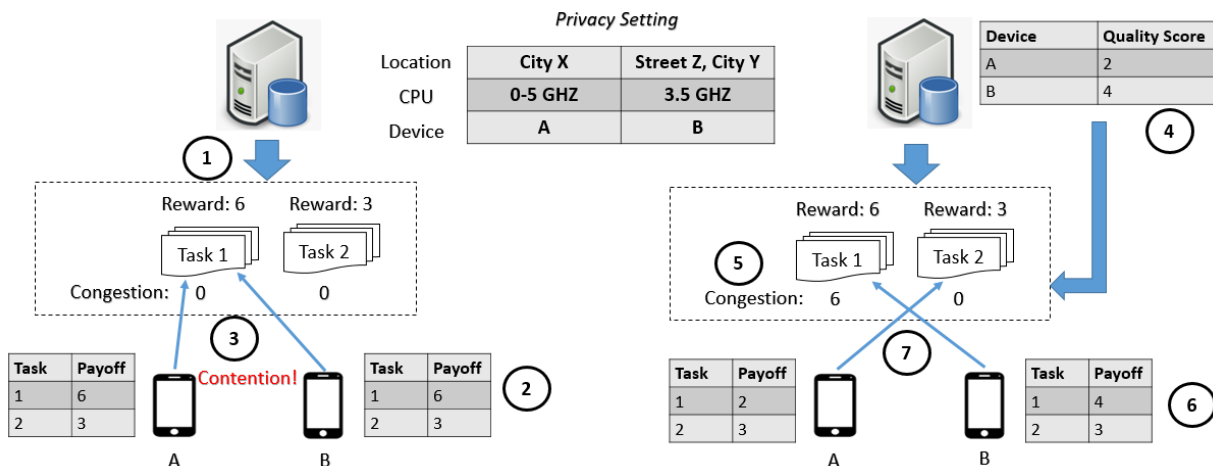 Privacy Setting
Location City X Street Z, City Y
CPU 0-5 GHZ 3.5 GHZ
Device A B
1
Reward: 6 Reward: 3
Task 1 Task 2
Congestion: 0 0
3
Contention!
Task Payoff
1 6
2 3
A
Task Payoff
1 6
2 3
B
2
Device Quality Score
A 2
B 4
4
Reward: 6 Reward: 3
5
Task 1 Task 2
Congestion: 6 0
7
Task Payoff
1 2
2 3
A
Task Payoff
1 4
2 3
B
6